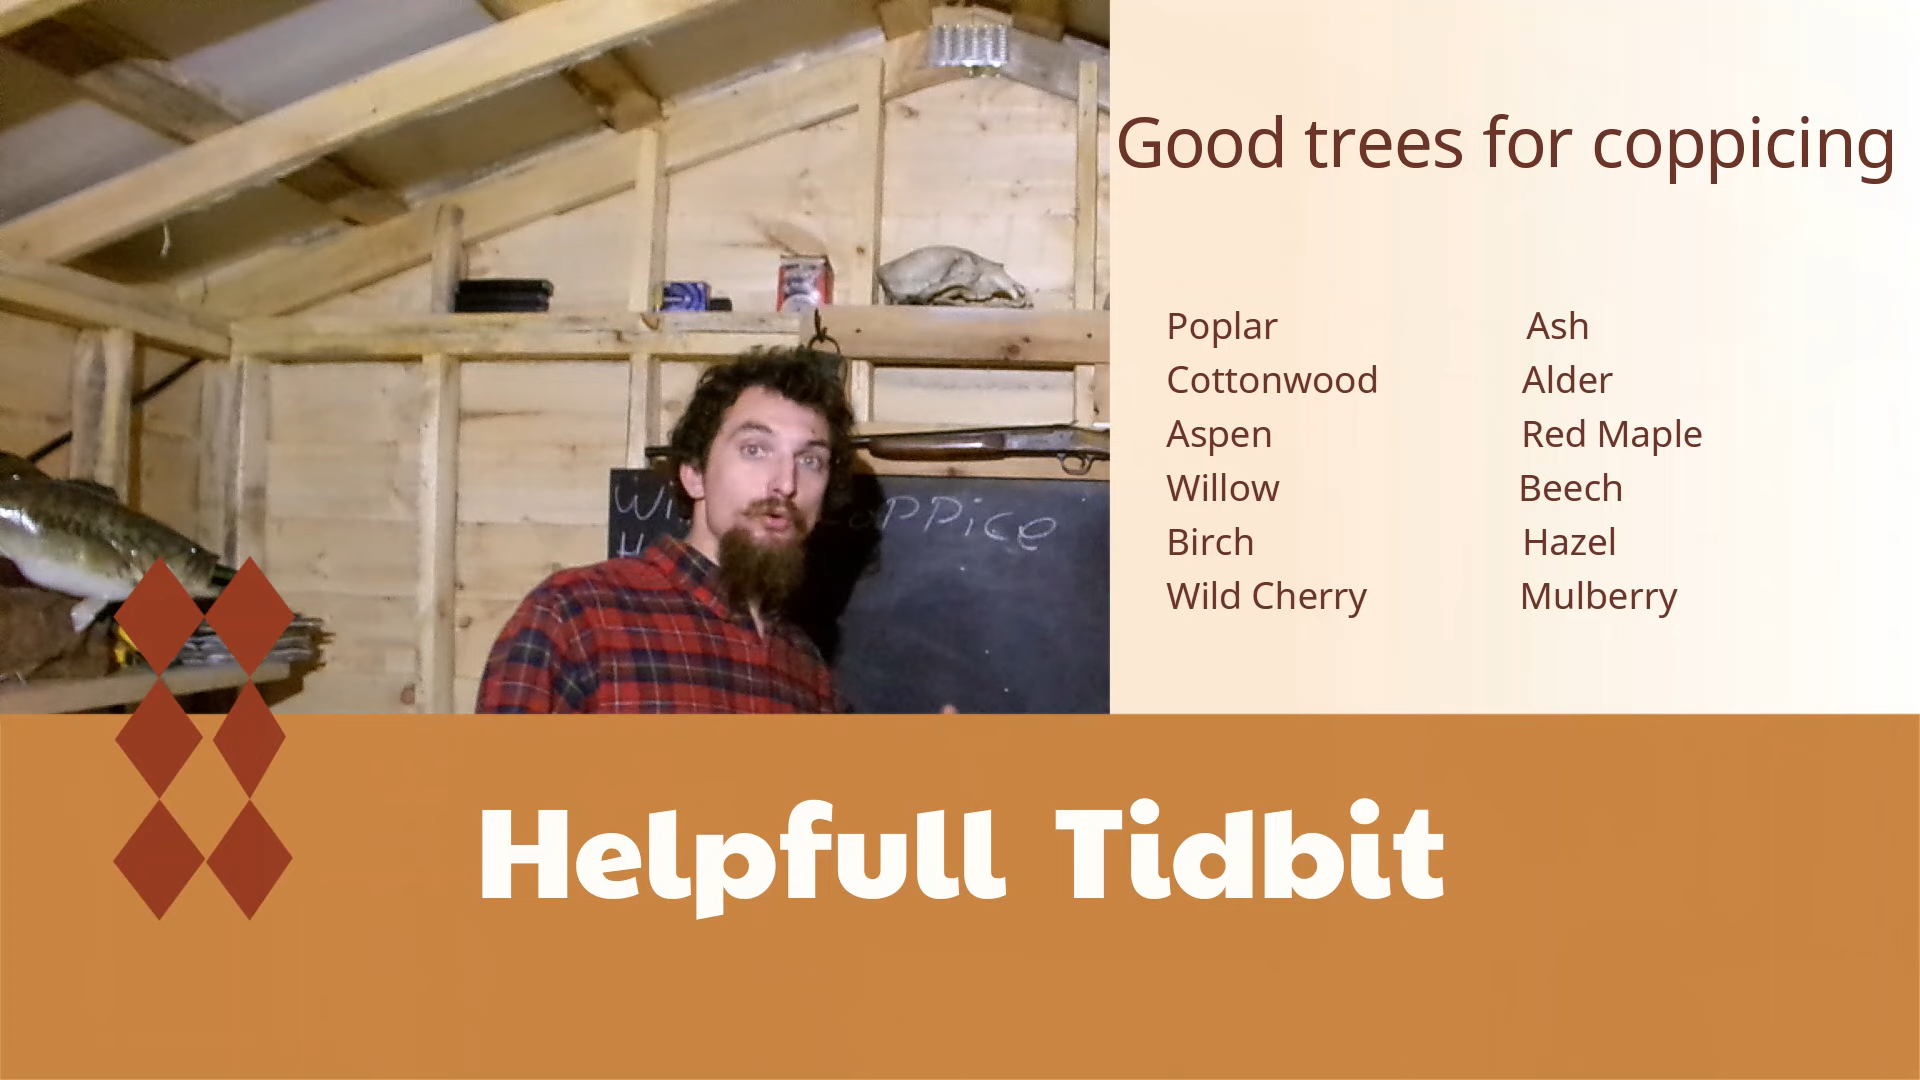 Good trees for coppicing
Poplar
Cottonwood
Aspen
Willow
Birch
Wild Cherry
Ash
Alder
Red Maple
Beech
Hazel
Mulberry
Helpfull Tidbit